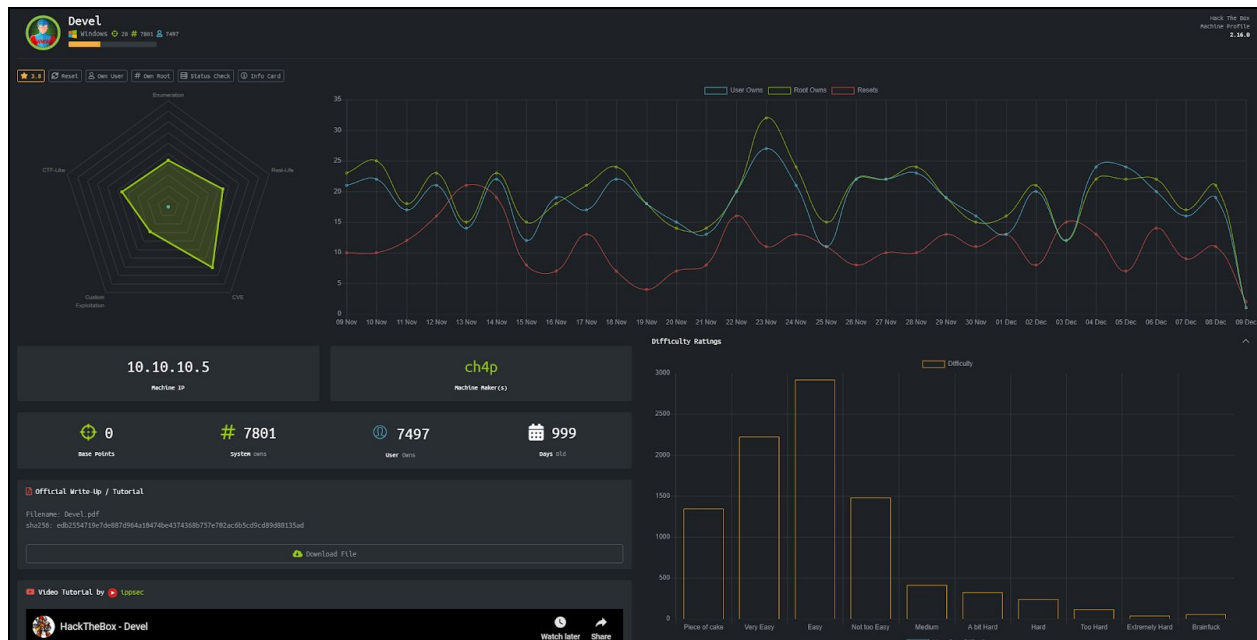 Devel
Windows 20 # 7801 7497
Hack The Box
Machine Profile
2.16.0
3.8 Reset Own User # Own Root Status Check Info Card
Enumeration
Real-Life
CVE
Custom
Exploitation
CTF-Like
User Owns Root Owns Resets
35
30
25
20
15
10
5
0
09 Nov 10 Nov 11 Nov 12 Nov 13 Nov 14 Nov 15 Nov 16 Nov 17 Nov 18 Nov 19 Nov 20 Nov 21 Nov 22 Nov 23 Nov 24 Nov 25 Nov 26 Nov 27 Nov 28 Nov 29 Nov 30 Nov 01 Dec 02 Dec 03 Dec 04 Dec 05 Dec 06 Dec 07 Dec 08 Dec 09 Dec
10.10.10.5
Machine IP
ch4p
Machine Maker(s)
0
Base Points
# 7801
System Owns
7497
User Owns
999
Days Old
Official Write-Up / Tutorial
Filename: Devel.pdf
sha256:
Download File
Video Tutorial by ippsec
HackTheBox - Devel
Watch later Share
Difficulty Ratings
Difficulty
3000
2500
2000
1500
1000
500
0
Piece of cake Very Easy Easy Not too Easy Medium A bit Hard Hard Too Hard Extremely Hard Brainfuck